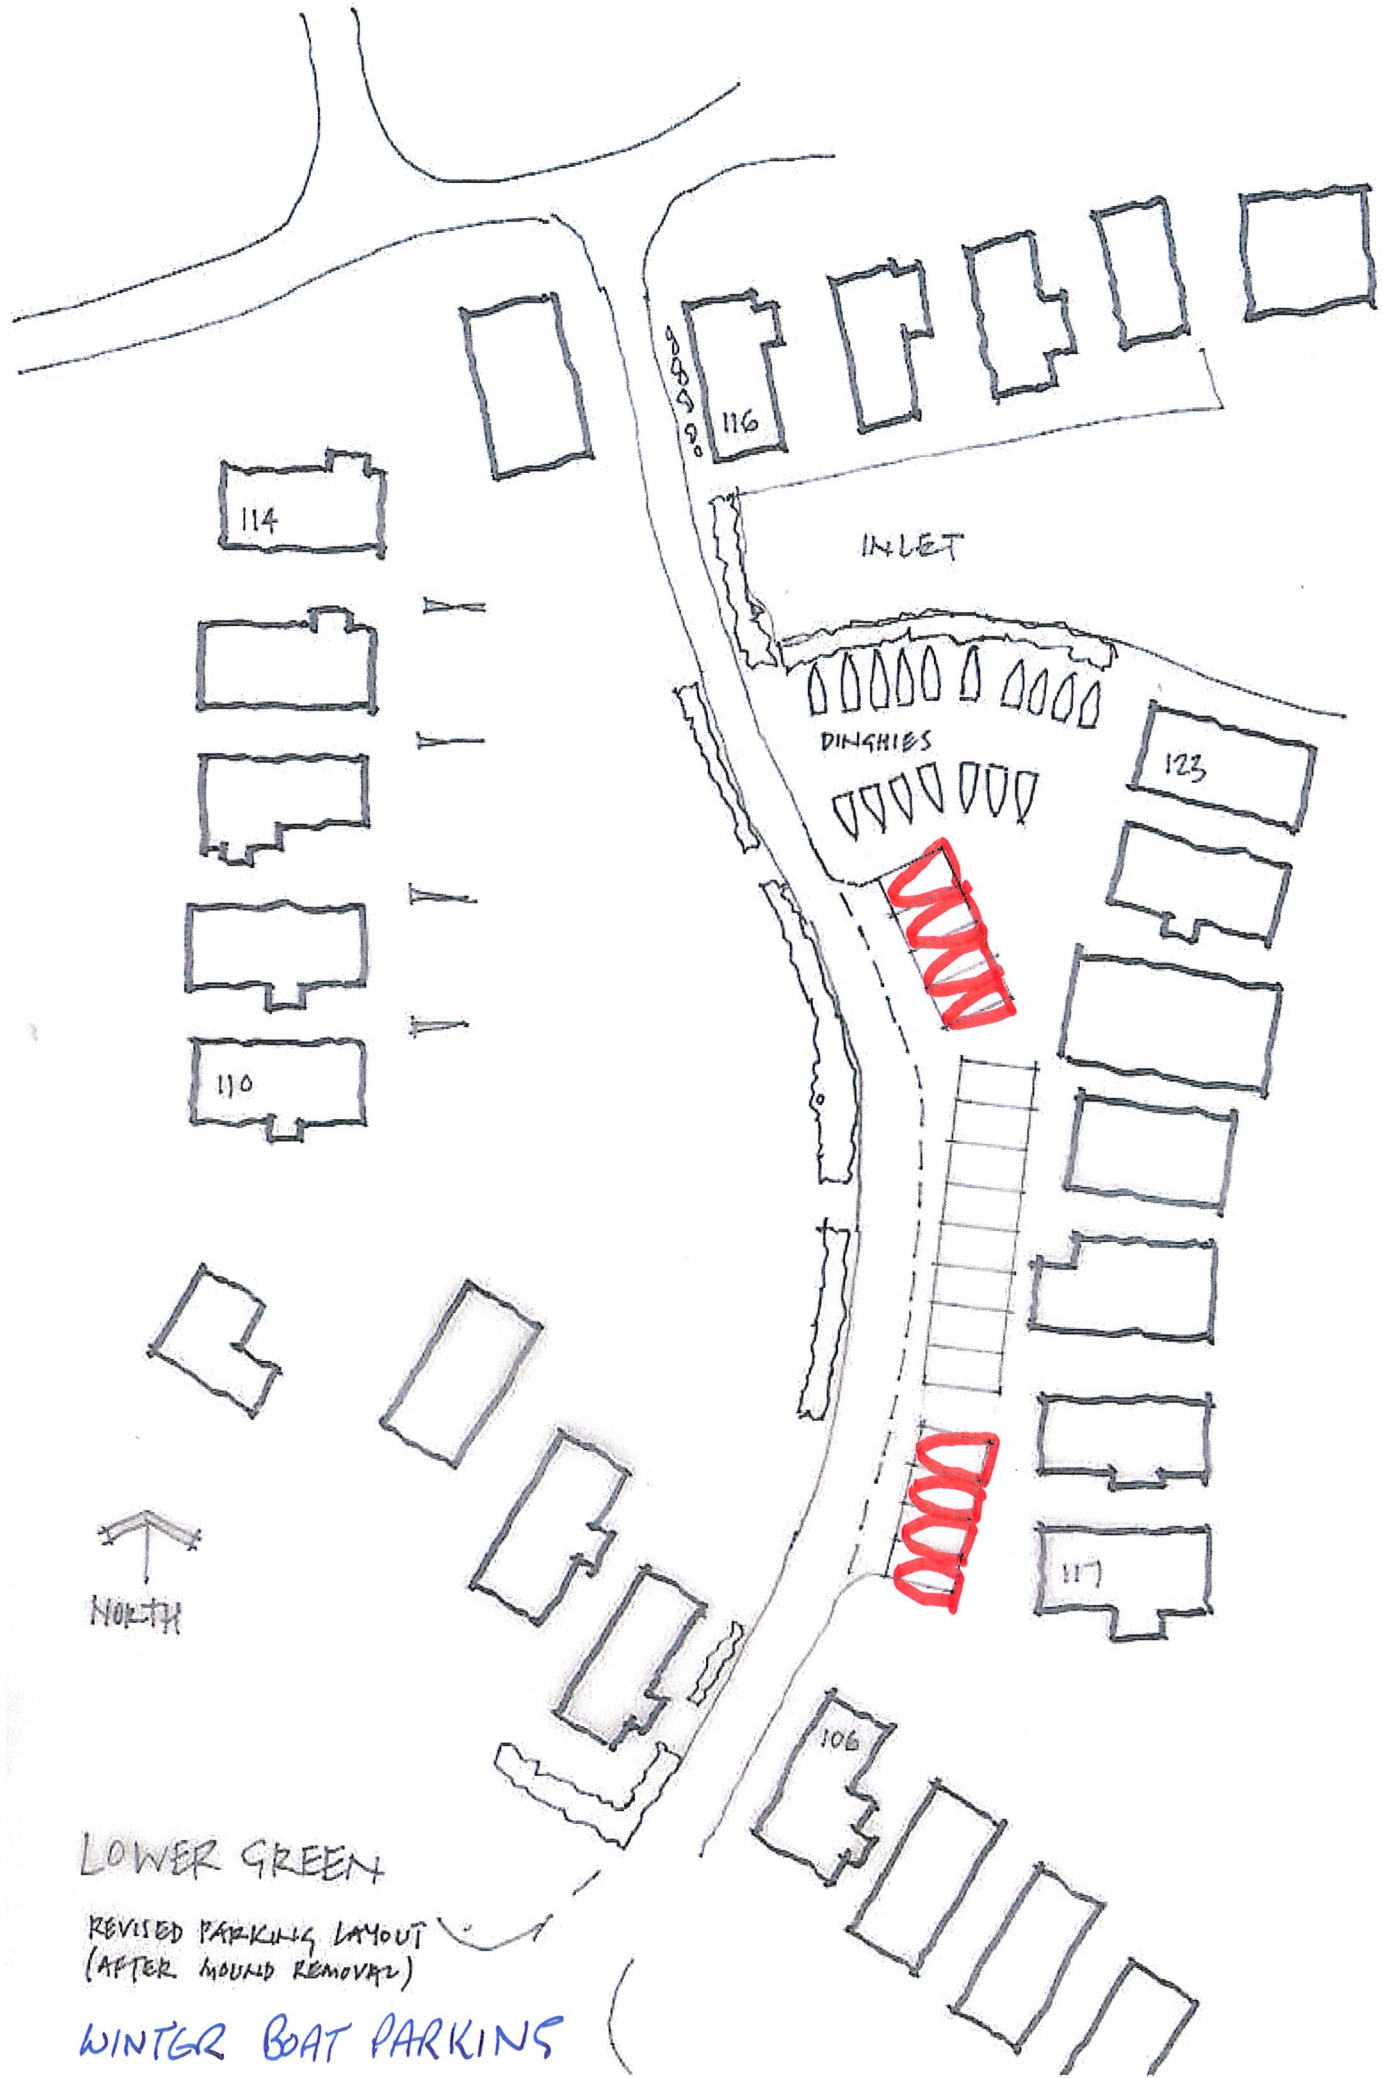 116
114
INLET
DINGHIES
123
110
117
NORTH
106
LOWER GREEN
REVISED PARKING LAYOUT
(AFTER MOUND REMOVAL)
WINTER BOAT PARKING